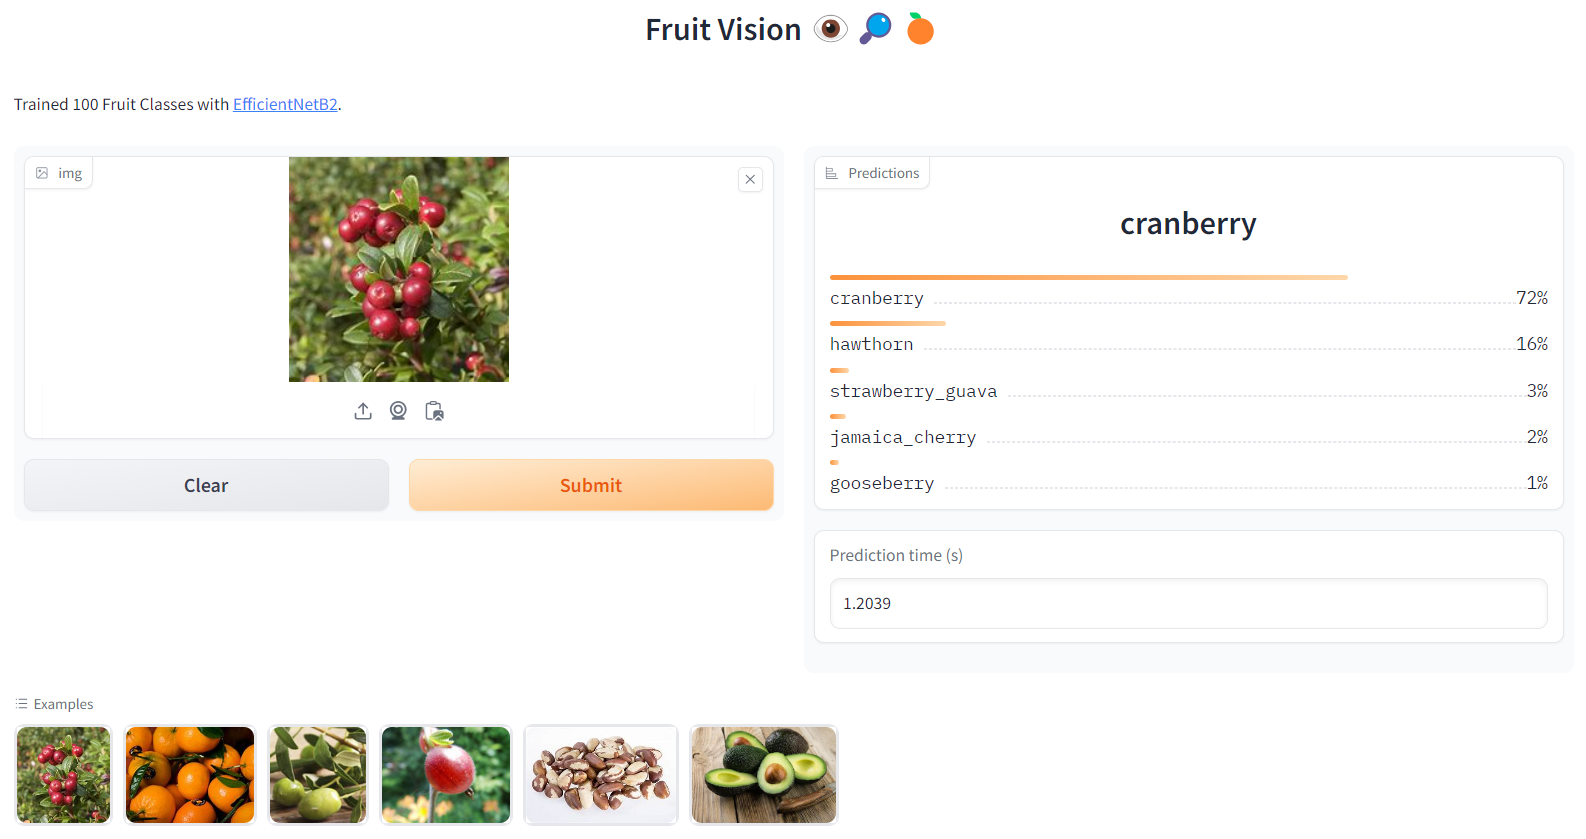 Fruit Vision 👁 🔎 🍊
Trained 100 Fruit Classes with EfficientNetB2.
img
Clear
Submit
Predictions
cranberry
cranberry 72%
hawthorn 16%
strawberry_guava 3%
jamaica_cherry 2%
gooseberry 1%
Prediction time (s)
1.2039
Examples